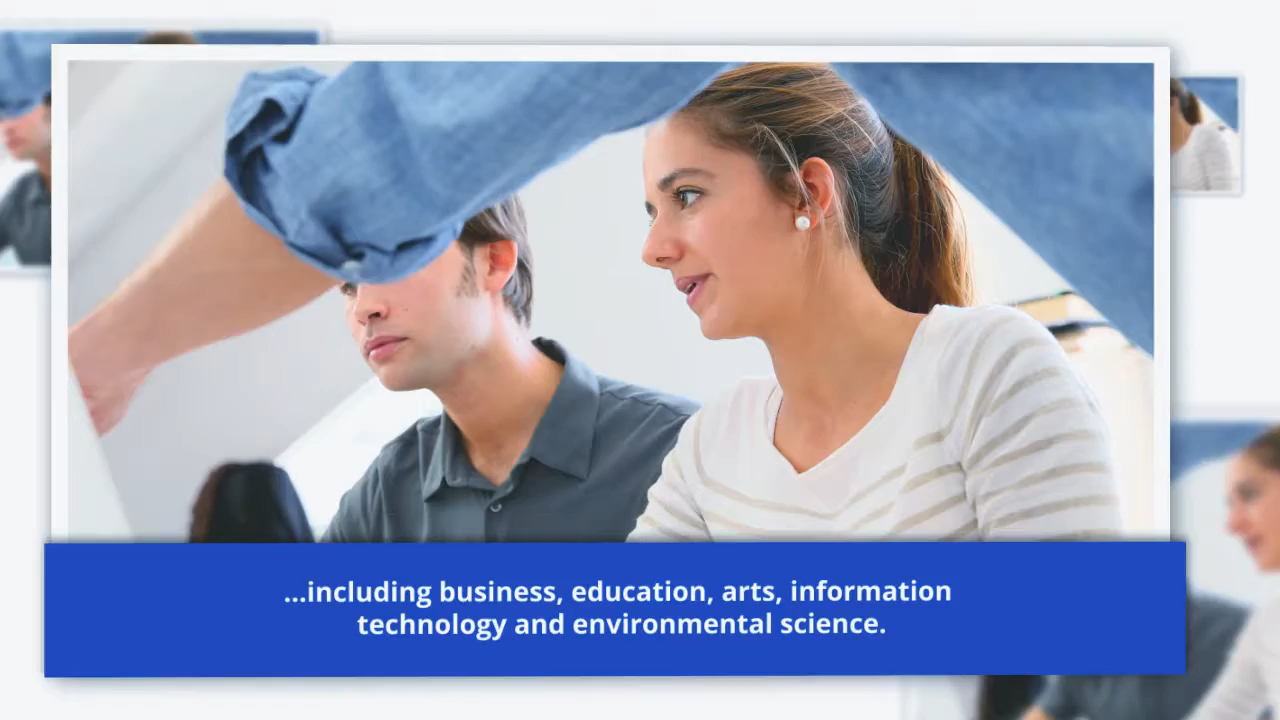 ...including business, education, arts, information
technology and environmental science.